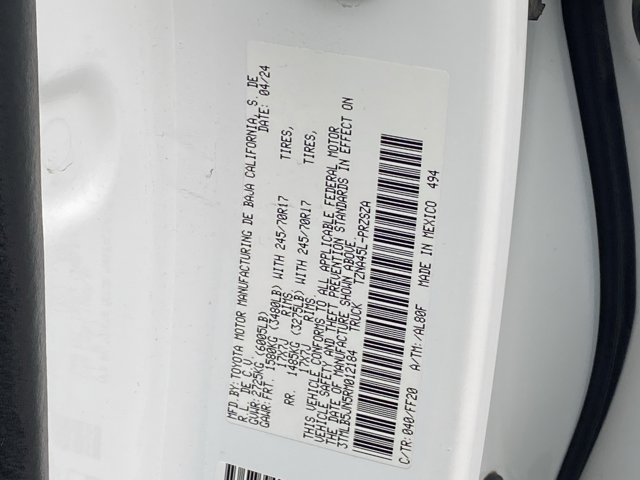 MFD.BY:TOYOTA MOTOR MANUFACTURING DE BAJA CALIFORNIA, S. DE
R.L. DE C.V. DATE: 04/24
GVWR:2725KG (6005LB)
GAWR:FRT. 1580KG (3480LB) WITH 245/70R17 TIRES,
17X7J RIMS
RR. 1485KG (3275LB) WITH 245/70R17 TIRES,
17X7J RIMS
THIS VEHICLE CONFORMS TO ALL APPLICABLE FEDERAL MOTOR
VEHICLE SAFETY AND THEFT PREVENTION STANDARDS IN EFFECT ON
THE DATE OF MANUFACTURE SHOWN ABOVE.
3TMLB5JN5RM012184 TRUCK TZNA45L-PRZSZA
C/TR:040/FF20 A/TM:/AL80F MADE IN MEXICO 494